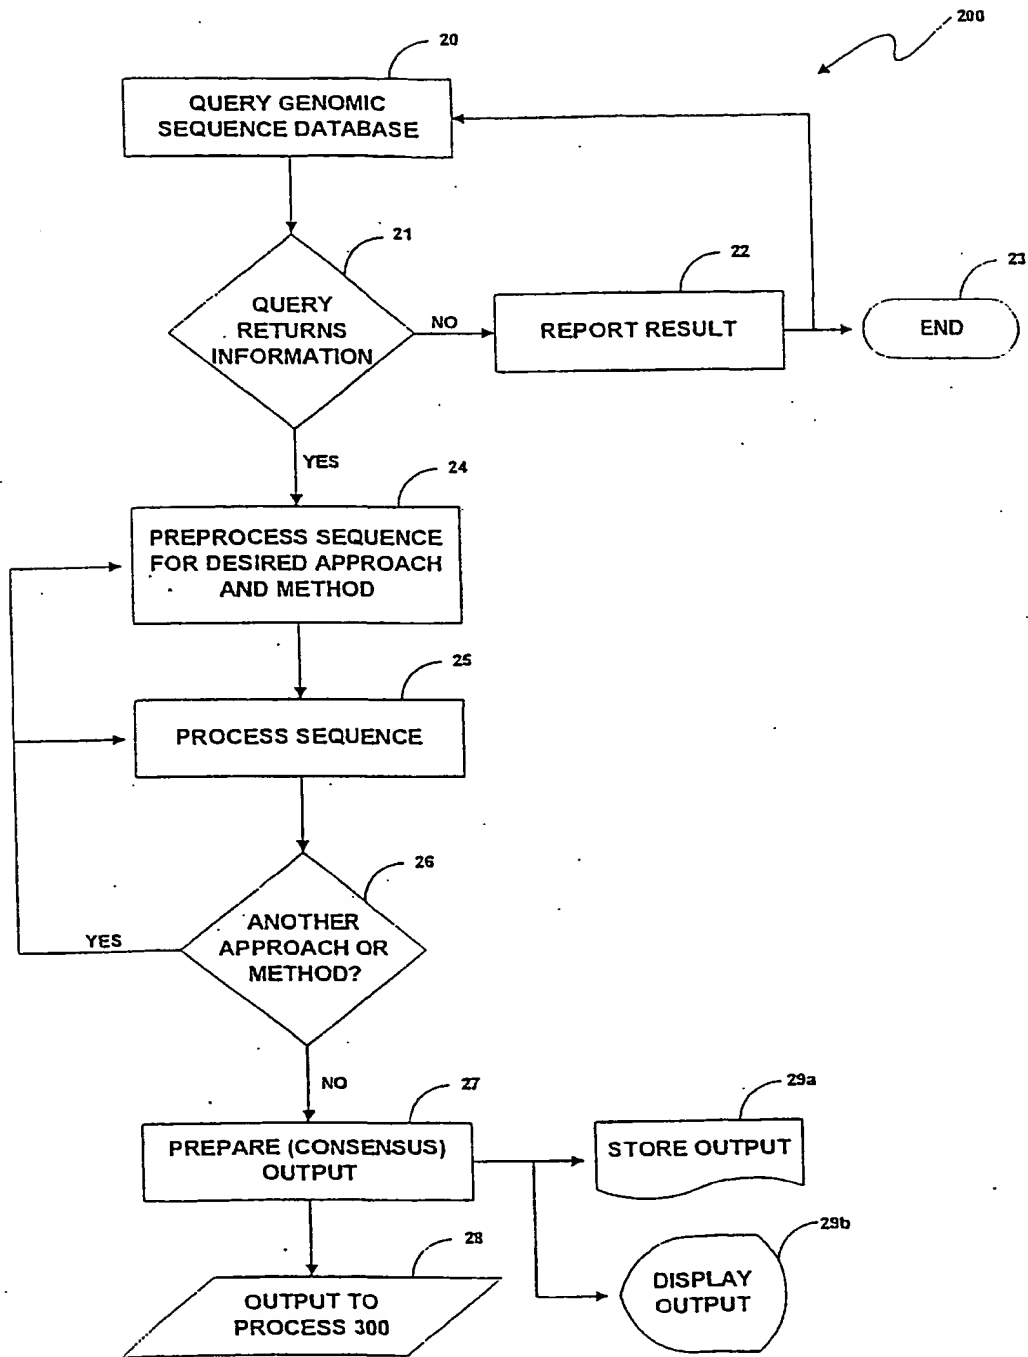 200
20
QUERY GENOMIC
SEQUENCE DATABASE
21
QUERY
RETURNS
INFORMATION
NO
22
REPORT RESULT
23
END
YES
24
PREPROCESS SEQUENCE
FOR DESIRED APPROACH
AND METHOD
25
PROCESS SEQUENCE
26
ANOTHER
APPROACH OR
METHOD?
YES
NO
27
PREPARE (CONSENSUS)
OUTPUT
29a
STORE OUTPUT
28
OUTPUT TO
PROCESS 300
29b
DISPLAY
OUTPUT